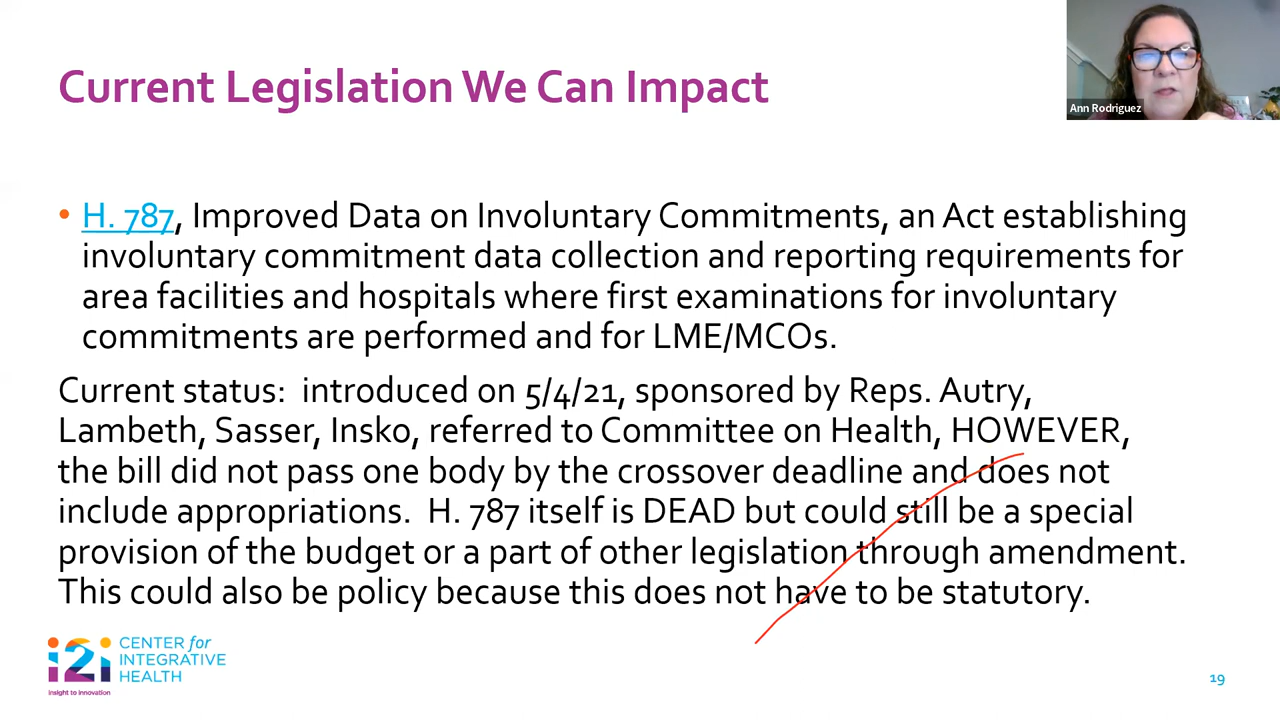 Current Legislation We Can Impact
Ann Rodriguez
• H. 787, Improved Data on Involuntary Commitments, an Act establishing
involuntary commitment data collection and reporting requirements for
area facilities and hospitals where first examinations for involuntary
commitments are performed and for LME/MCOs.
Current status:  introduced on 5/4/21, sponsored by Reps. Autry,
Lambeth, Sasser, Insko, referred to Committee on Health, HOWEVER,
the bill did not pass one body by the crossover deadline and does not
include appropriations.  H. 787 itself is DEAD but could still be a special
provision of the budget or a part of other legislation through amendment.
This could also be policy because this does not have to be statutory.
i2i
insight to innovation
CENTER for
INTEGRATIVE
HEALTH
19